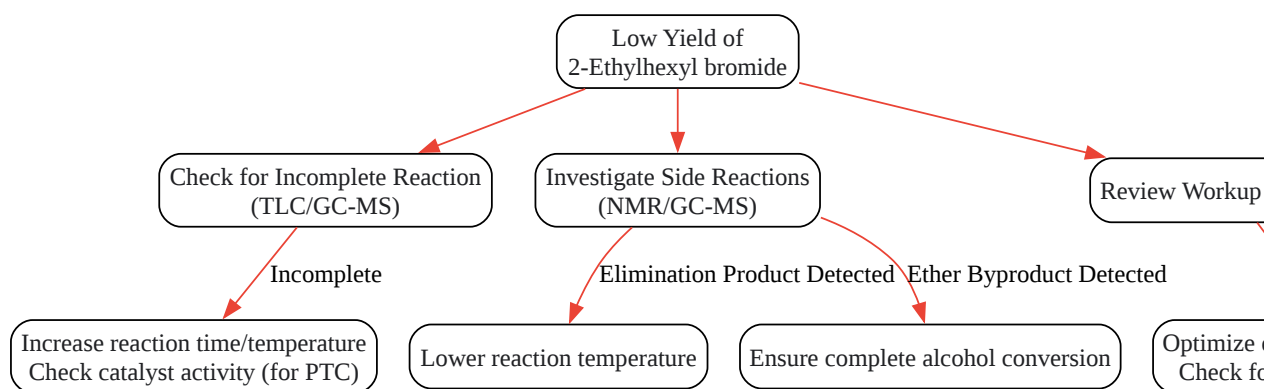 Low Yield of
2-Ethylhexyl bromide
Check for Incomplete Reaction
(TLC/GC-MS)
Investigate Side Reactions
(NMR/GC-MS)
Review Workup
Incomplete
Elimination Product Detected
Ether Byproduct Detected
Increase reaction time/temperature
Check catalyst activity (for PTC)
Lower reaction temperature
Ensure complete alcohol conversion
Optimize
Check